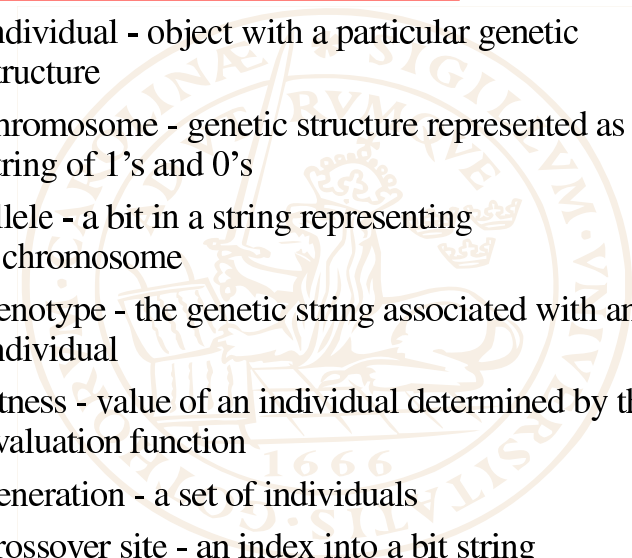 ndividual - object with a particular genetic
tructure
hromosome - genetic structure represented as
tring of 1’s and 0’s
llele - a bit in a string representing
chromosome
enotype - the genetic string associated with an
ndividual
tness - value of an individual determined by th
valuation function
eneration - a set of individuals
rossover site - an index into a bit string
1666